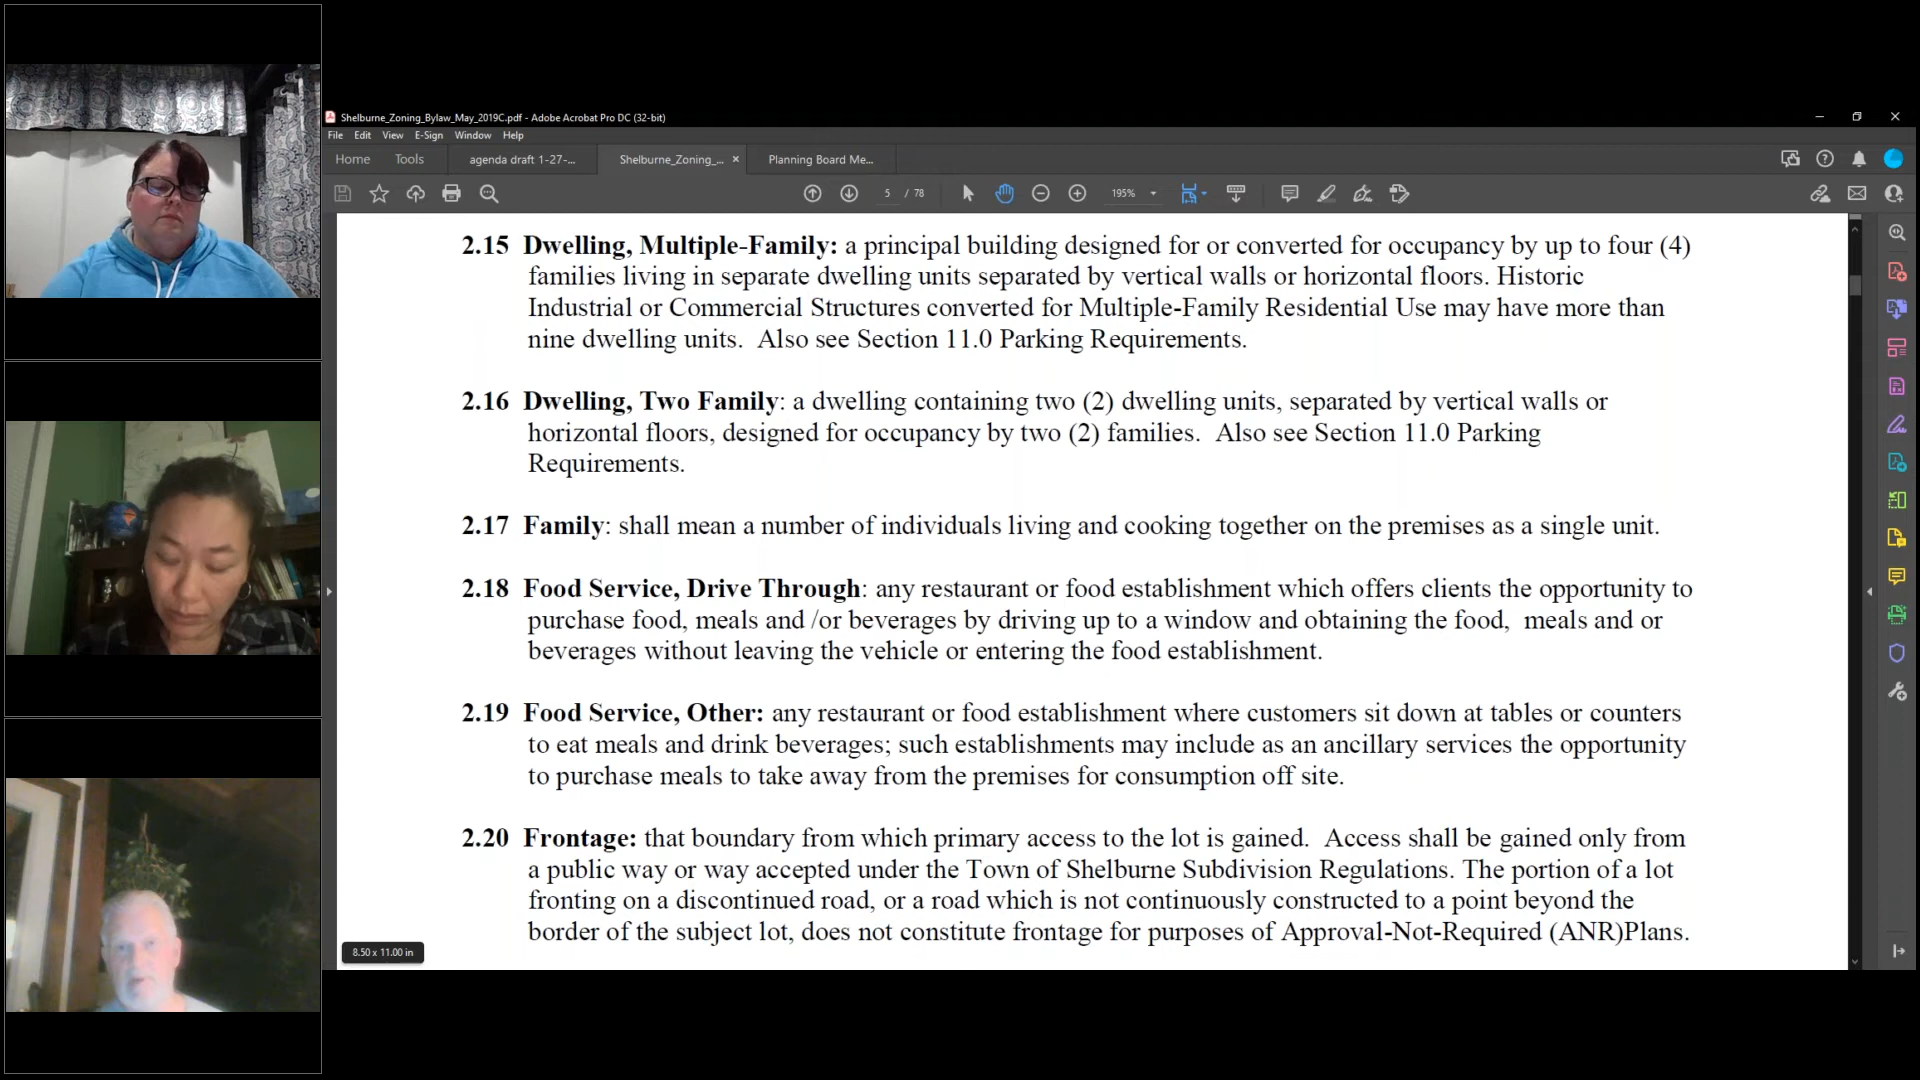 Shelburne_Zoning_Bylaw_May_2019C.pdf - Adobe Acrobat Pro DC (32-bit)
File Edit View E-Sign Window Help
Home Tools agenda draft 1-27-... Shelburne_Zoning_... × Planning Board Me...
5 / 78 195%
2.15 Dwelling, Multiple-Family: a principal building designed for or converted for occupancy by up to four (4)
families living in separate dwelling units separated by vertical walls or horizontal floors. Historic
Industrial or Commercial Structures converted for Multiple-Family Residential Use may have more than
nine dwelling units.  Also see Section 11.0 Parking Requirements.
2.16 Dwelling, Two Family: a dwelling containing two (2) dwelling units, separated by vertical walls or
horizontal floors, designed for occupancy by two (2) families.  Also see Section 11.0 Parking
Requirements.
2.17 Family: shall mean a number of individuals living and cooking together on the premises as a single unit.
2.18 Food Service, Drive Through: any restaurant or food establishment which offers clients the opportunity to
purchase food, meals and /or beverages by driving up to a window and obtaining the food,  meals and or
beverages without leaving the vehicle or entering the food establishment.
2.19 Food Service, Other: any restaurant or food establishment where customers sit down at tables or counters
to eat meals and drink beverages; such establishments may include as an ancillary services the opportunity
to purchase meals to take away from the premises for consumption off site.
2.20 Frontage: that boundary from which primary access to the lot is gained.  Access shall be gained only from
a public way or way accepted under the Town of Shelburne Subdivision Regulations. The portion of a lot
fronting on a discontinued road, or a road which is not continuously constructed to a point beyond the
border of the subject lot, does not constitute frontage for purposes of Approval-Not-Required (ANR)Plans.
8.50 x 11.00 in